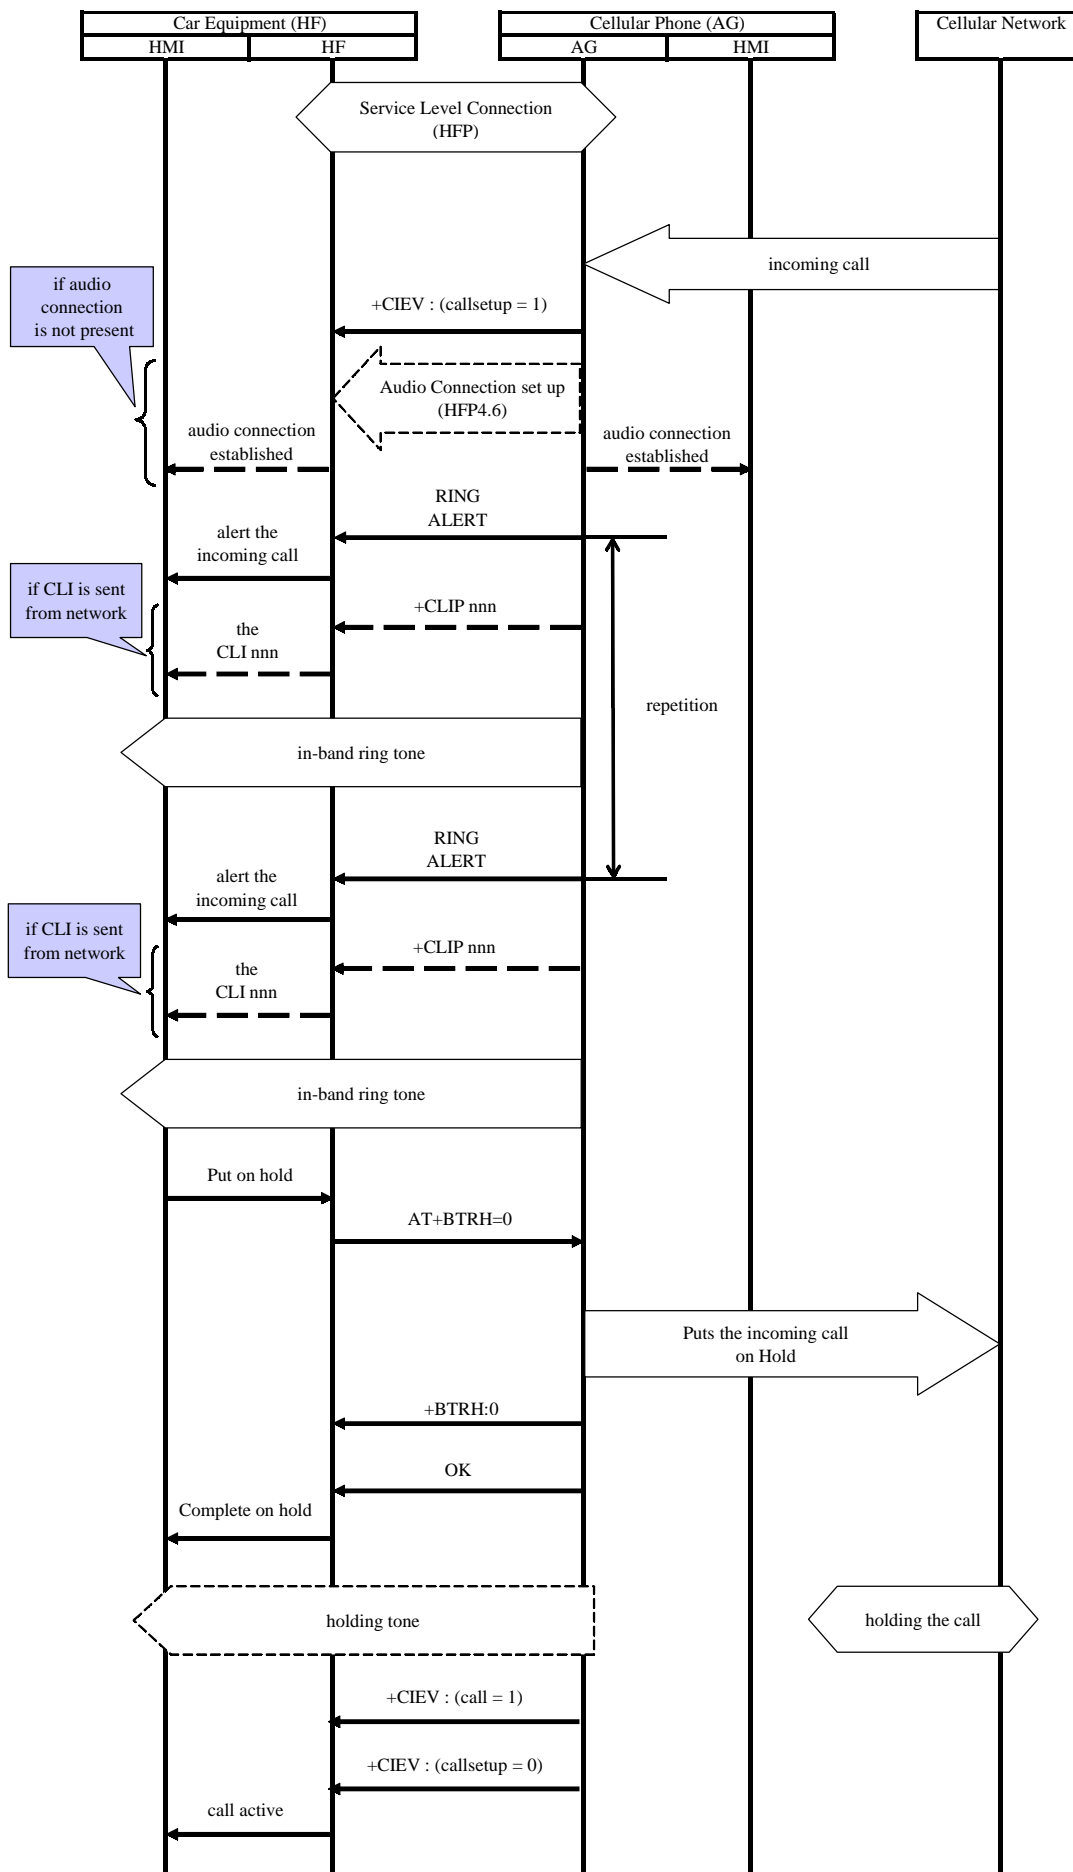 Car Equipment (HF)
Cellular Phone (AG)
Cellular Network
HMI
HF
AG
HMI
Service Level Connection
(HFP)
incoming call
if audio
connection
is not present
+CIEV : (callsetup = 1)
Audio Connection set up
(HFP4.6)
audio connection
established
audio connection
established
RING
ALERT
alert the
incoming call
if CLI is sent
from network
+CLIP nnn
the
CLI nnn
repetition
in-band ring tone
RING
ALERT
alert the
incoming call
if CLI is sent
from network
+CLIP nnn
the
CLI nnn
in-band ring tone
Put on hold
AT+BTRH=0
Puts the incoming call
on Hold
+BTRH:0
OK
Complete on hold
holding tone
holding the call
+CIEV : (call = 1)
+CIEV : (callsetup = 0)
call active